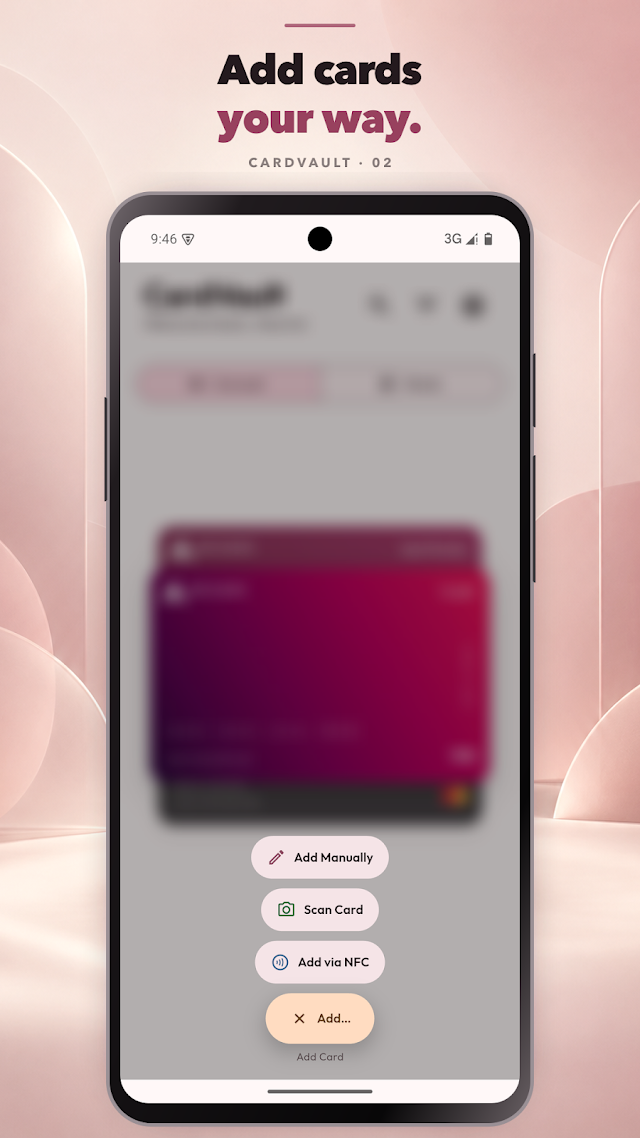 Add cards
your way.
CARDVAULT · 02
9:46
3G
CardVault
Add Manually
Scan Card
Add via NFC
Add...
Add Card